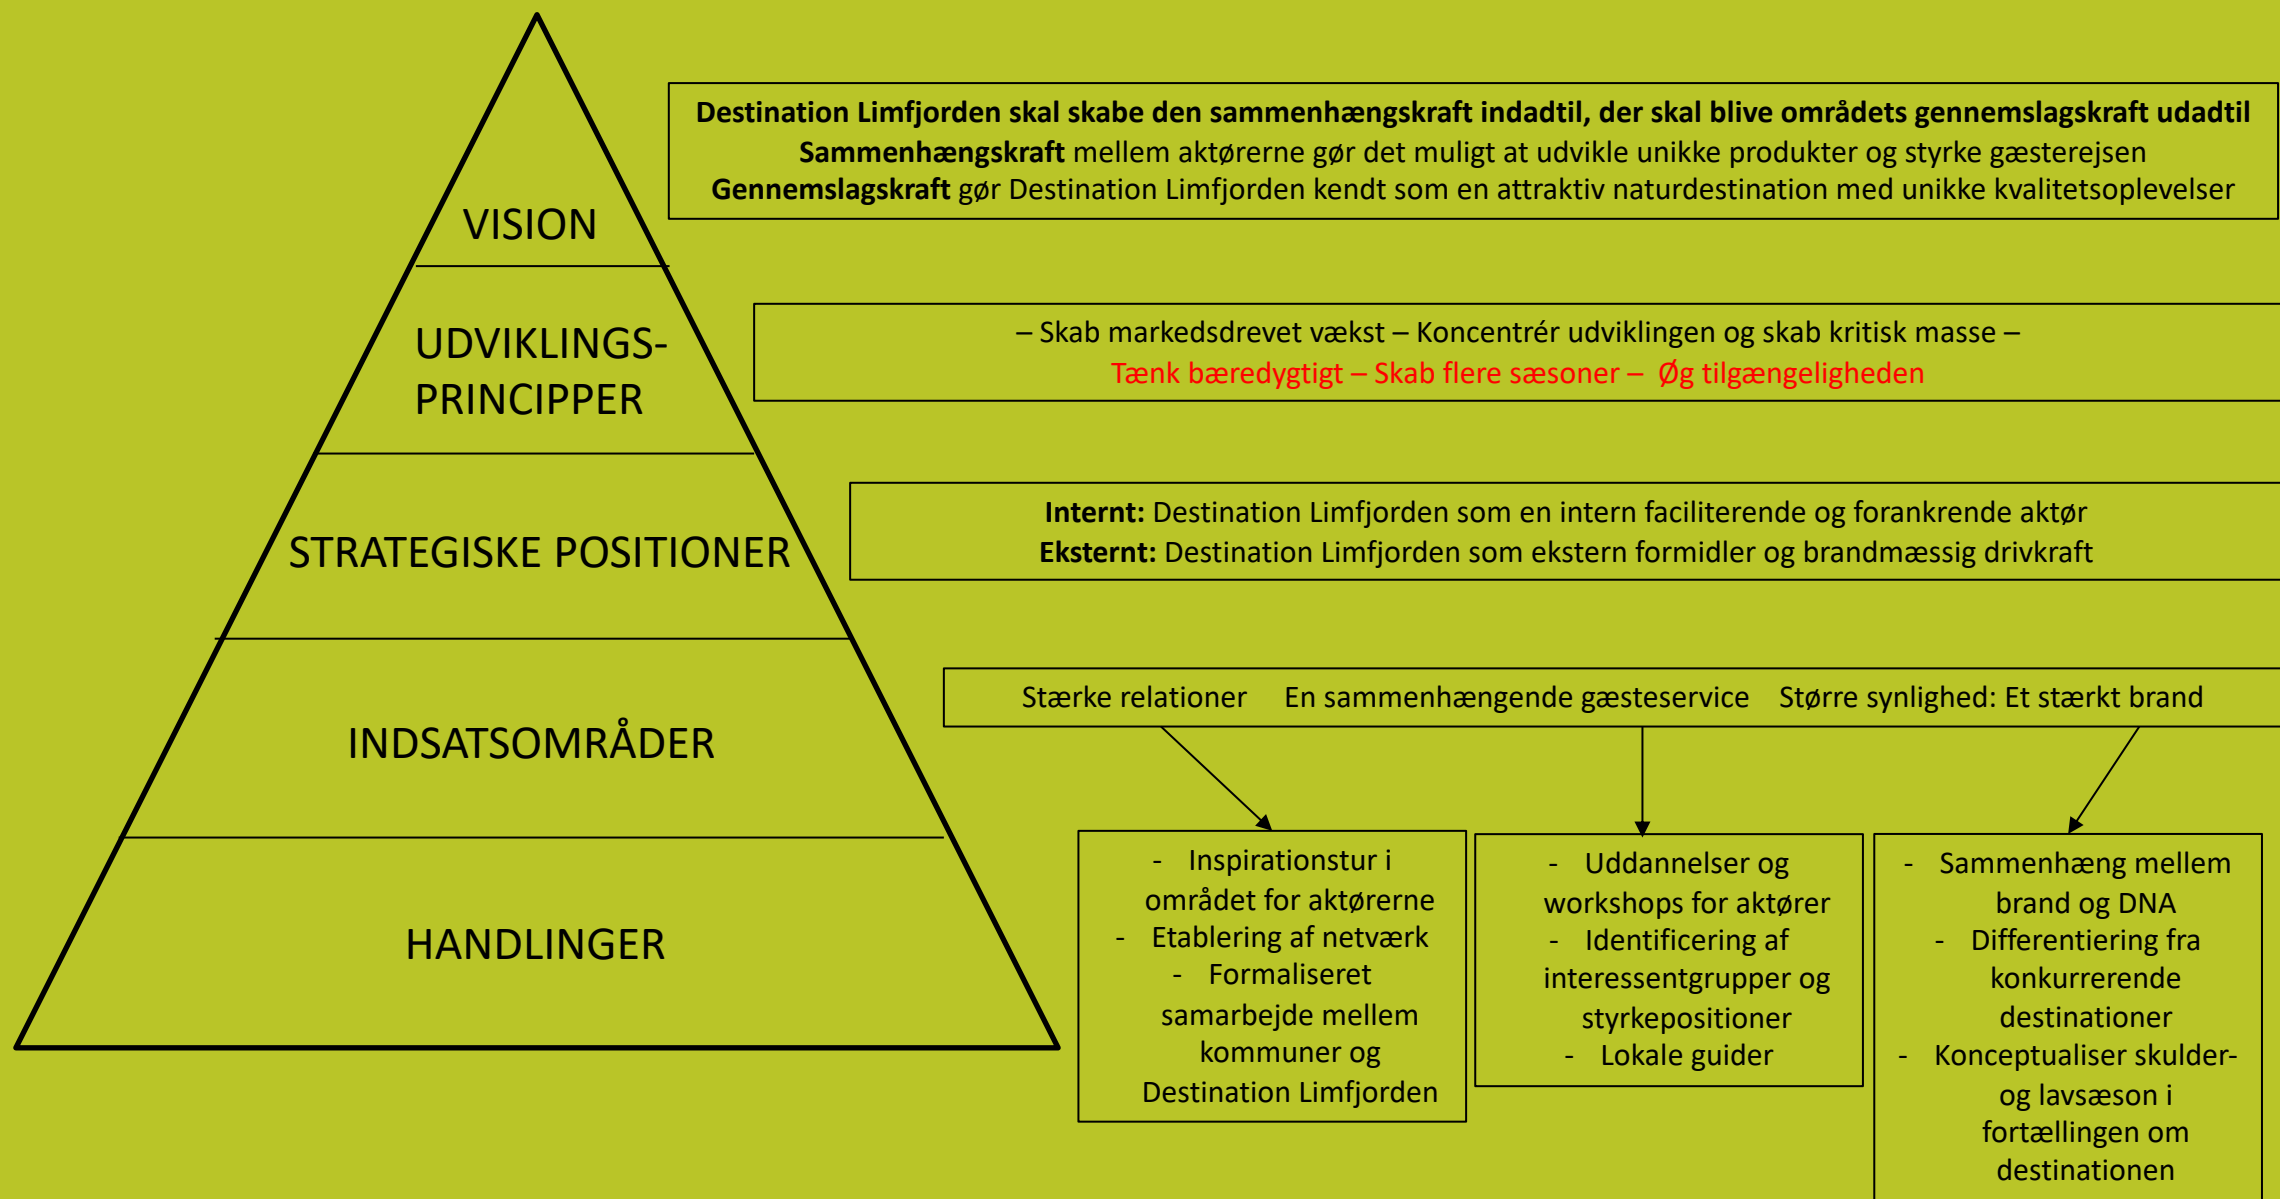 VISION
Destination Limfjorden skal skabe den sammenhængskraft indadtil, der skal blive områdets gennemslagskraft udadtil
Sammenhængskraft mellem aktørerne gør det muligt at udvikle unikke produkter og styrke gæsterejsen
Gennemslagskraft gør Destination Limfjorden kendt som en attraktiv naturdestination med unikke kvalitetsoplevelser
UDVIKLINGS-
PRINCIPPER
– Skab markedsdrevet vækst – Koncentrér udviklingen og skab kritisk masse –
Tænk bæredygtigt – Skab flere sæsoner – Øg tilgængeligheden
STRATEGISKE POSITIONER
Internt: Destination Limfjorden som en intern faciliterende og forankrende aktør
Eksternt: Destination Limfjorden som ekstern formidler og brandmæssig drivkraft
INDSATSOMRÅDER
Stærke relationer En sammenhængende gæsteservice Større synlighed: Et stærkt brand
HANDLINGER
- Inspirationstur i
området for aktørerne
- Etablering af netværk
- Formaliseret
samarbejde mellem
kommuner og
Destination Limfjorden
- Uddannelser og
workshops for aktører
- Identificering af
interessentgrupper og
styrkepositioner
- Lokale guider
- Sammenhæng mellem
brand og DNA
- Differentiering fra
konkurrerende
destinationer
- Konceptualiser skulder-
og lavsæson i
fortællingen om
destinationen